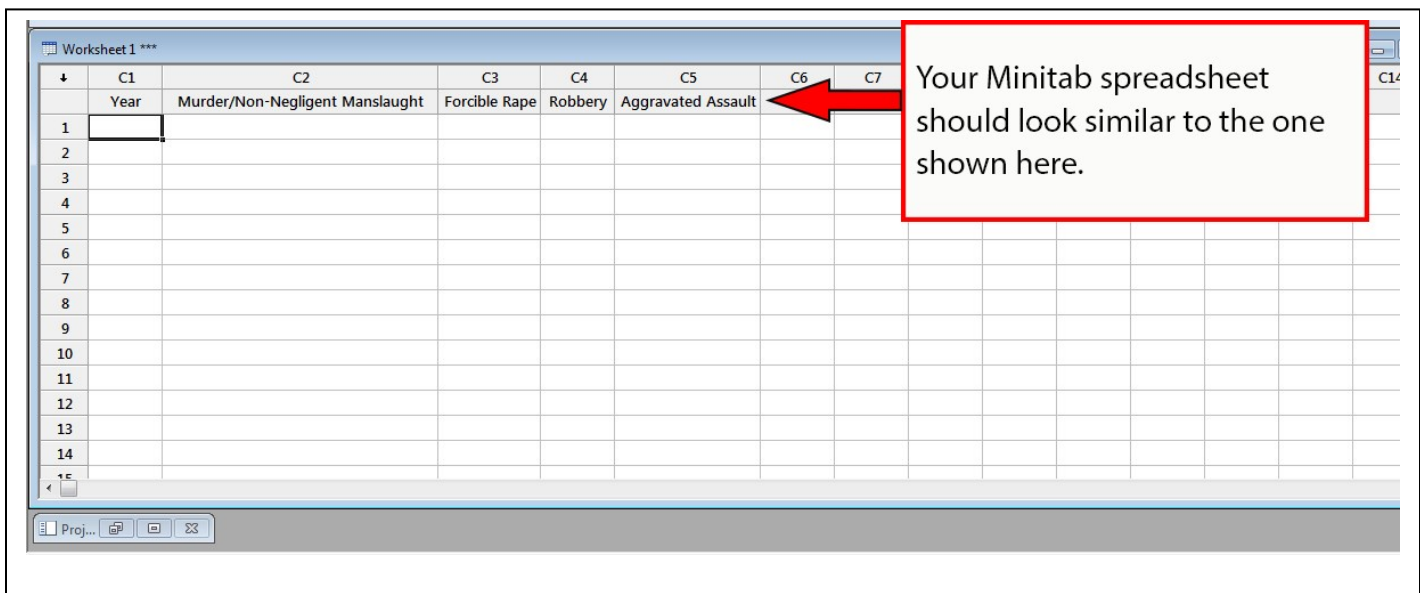 Worksheet 1 ***
C1 C2 C3 C4 C5 C6 C7 C14
Year Murder/Non-Negligent Manslaught Forcible Rape Robbery Aggravated Assault
Your Minitab spreadsheet
should look similar to the one
shown here.
1
2
3
4
5
6
7
8
9
10
11
12
13
14
15
Proj...